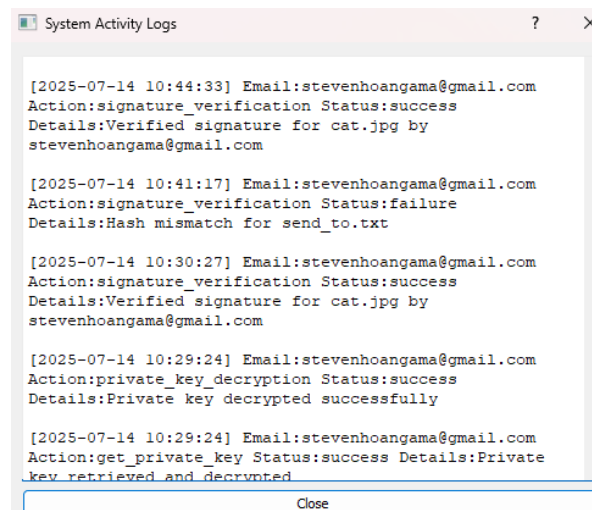 System Activity Logs
[2025-07-14 10:44:33] Email:stevenhoangama@gmail.com
Action:signature_verification Status:success
Details:Verified signature for cat.jpg by
stevenhoangama@gmail.com
[2025-07-14 10:41:17] Email:stevenhoangama@gmail.com
Action:signature_verification Status:failure
Details:Hash mismatch for send_to.txt
[2025-07-14 10:30:27] Email:stevenhoangama@gmail.com
Action:signature_verification Status:success
Details:Verified signature for cat.jpg by
stevenhoangama@gmail.com
[2025-07-14 10:29:24] Email:stevenhoangama@gmail.com
Action:private_key_decryption Status:success
Details:Private key decrypted successfully
[2025-07-14 10:29:24] Email:stevenhoangama@gmail.com
Action:get_private_key Status:success Details:Private
key retrieved and decrypted
Close